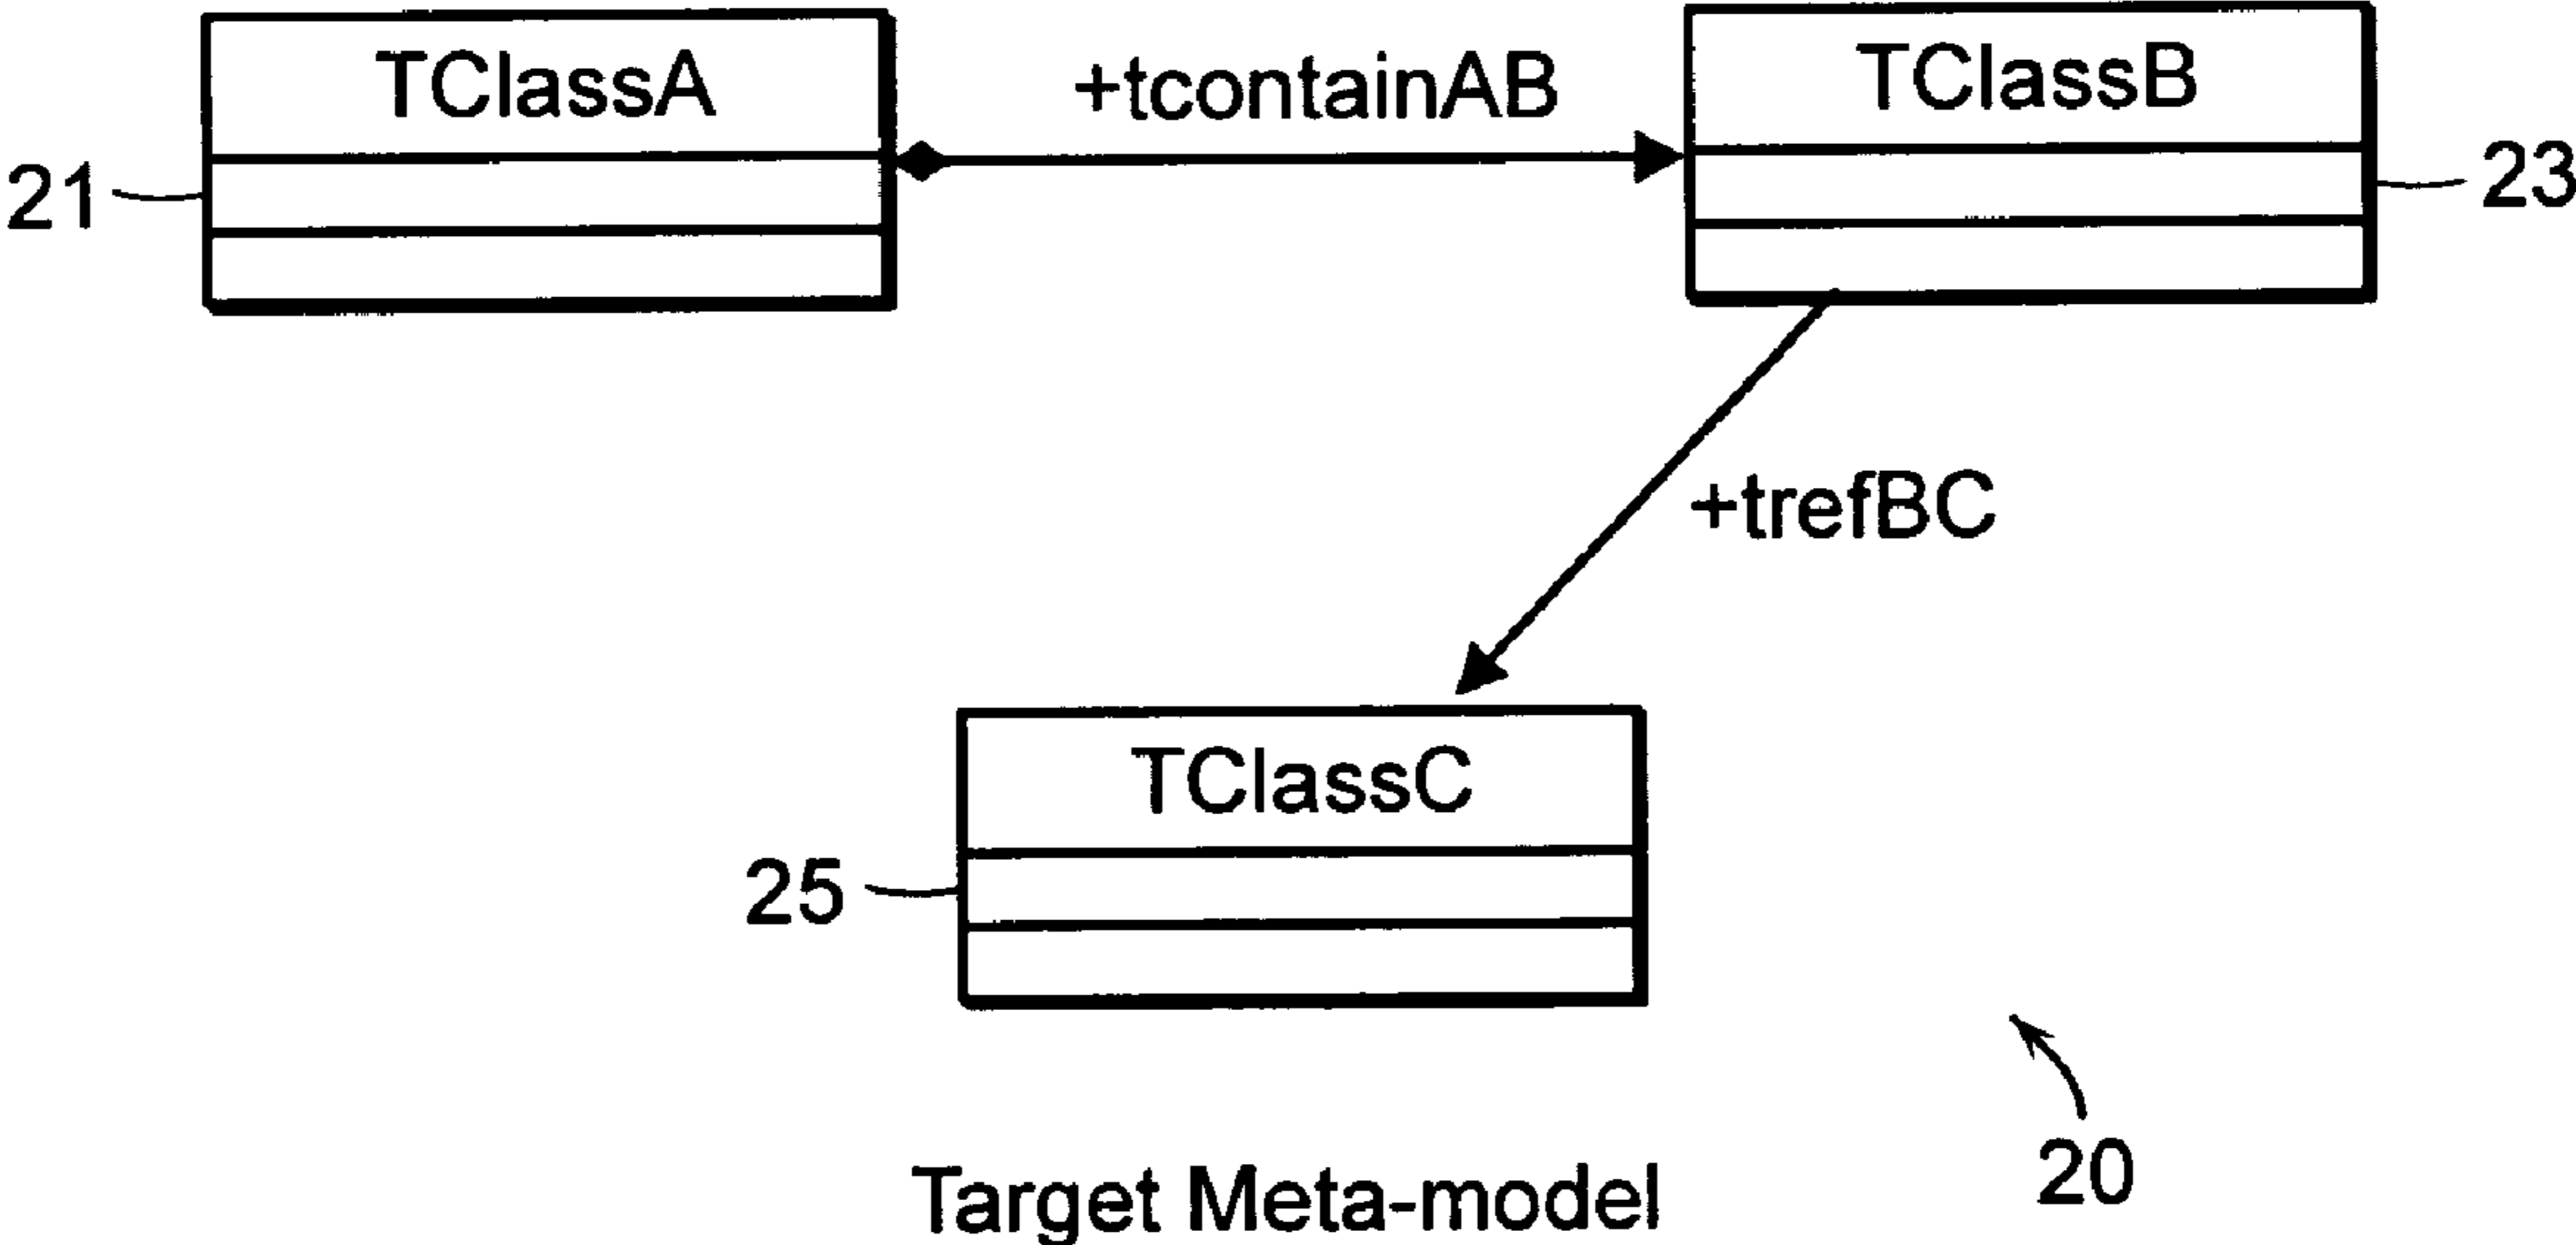 TClassA
+tcontainAB
TClassB
21
23
+trefBC
TClassC
25
20
Target Meta-model